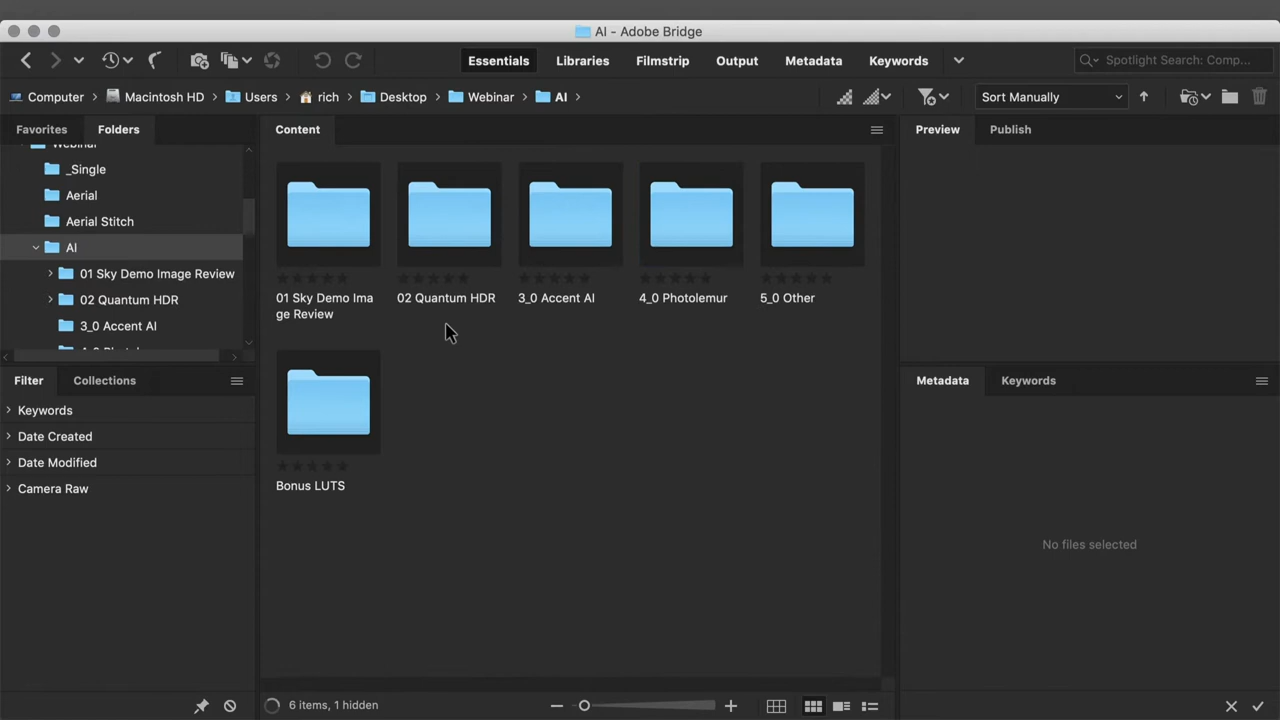 AI - Adobe Bridge
Essentials Libraries Filmstrip Output Metadata Keywords Spotlight Search: Comp...
Computer Macintosh HD Users rich Desktop Webinar AI Sort Manually
Favorites Folders
Content
Preview Publish
Webinar
_Single
Aerial
Aerial Stitch
AI
01 Sky Demo Image Review
02 Quantum HDR
3_0 Accent AI
01 Sky Demo Ima
ge Review
02 Quantum HDR
3_0 Accent AI
4_0 Photolemur
5_0 Other
Bonus LUTS
Filter Collections
Keywords
Date Created
Date Modified
Camera Raw
Metadata Keywords
No files selected
6 items, 1 hidden